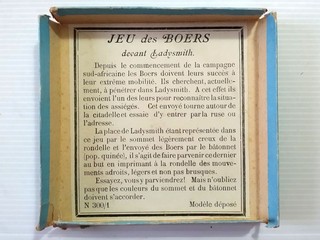 JEU des BOERS
devant Ladysmith.
Depuis le commencement de la campagne
sud-africaine les Boers doivent leurs succès à
leur extrême mobilité. Ils cherchent, actuelle-
ment, à pénétrer dans Ladysmith. A cet effet ils
envoient l'un des leurs pour reconnaître la situa-
tion des assiégés. Cet envoyé tourne autour de
la citadelle et essaie d'y entrer par la ruse ou
l'adresse.
La place de Ladysmith étant représentée dans
ce jeu par le sommet légèrement creux de la
rondelle et l'envoyé des Boers par le bâtonnet
(pop. quinée), il s'agit de faire parvenir ce dernier
au but en imprimant à la rondelle des mouve-
ments adroits, légers et non pas brusques.
Essayez, vous y parviendrez! Mais n'oubliez
pas que les couleurs du sommet et du bâtonnet
doivent s'accorder.
N 300/1 Modèle déposé